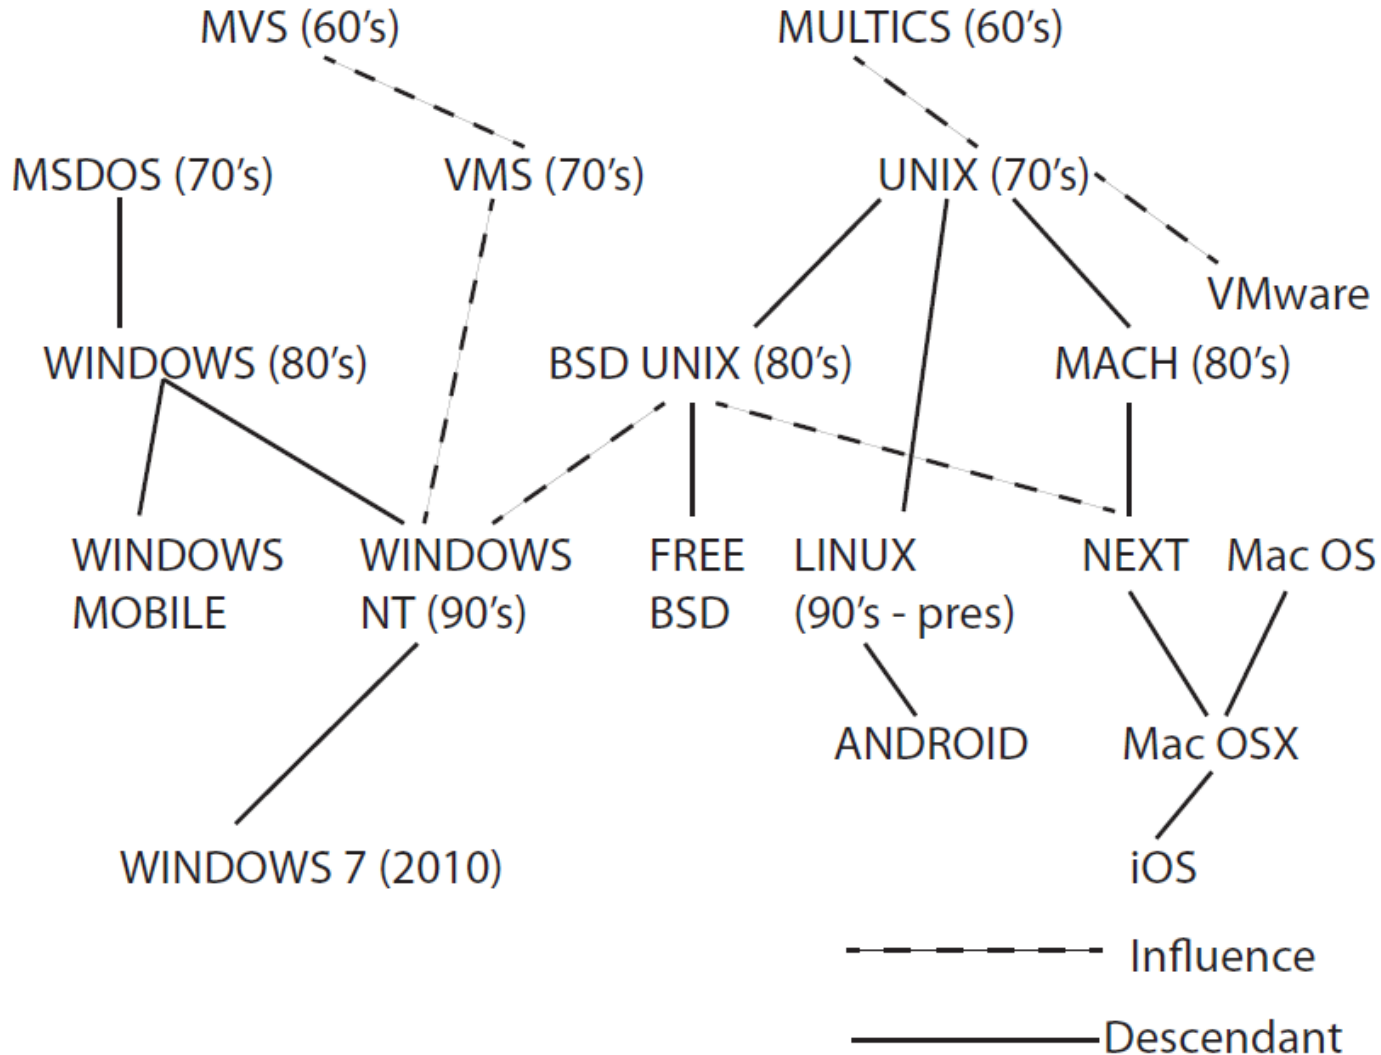 MVS (60’s)
MULTICS (60’s)
MSDOS (70’s)
VMS (70’s)
UNIX (70’s)
VMware
WINDOWS (80’s)
BSD UNIX (80’s)
MACH (80’s)
WINDOWS
MOBILE
WINDOWS
NT (90’s)
FREE
BSD
LINUX
(90’s - pres)
NEXT
Mac OS
ANDROID
Mac OSX
WINDOWS 7 (2010)
iOS
Influence
Descendant